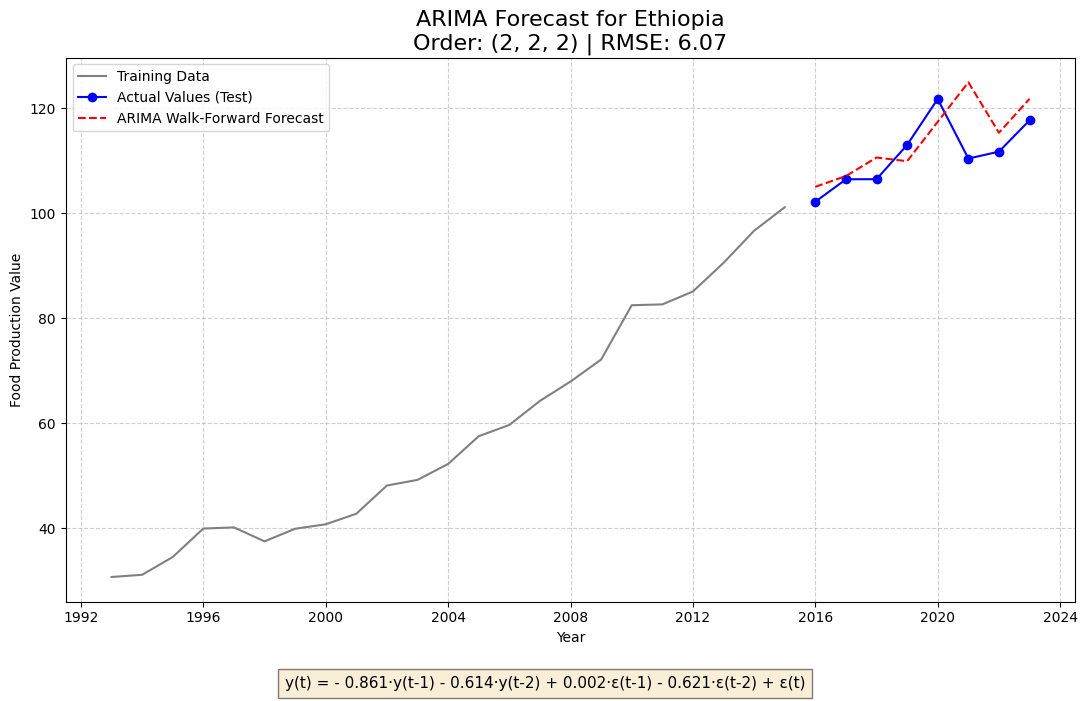 ARIMA Forecast for Ethiopia
Order: (2, 2, 2) | RMSE: 6.07
Training Data
Actual Values (Test)
ARIMA Walk-Forward Forecast
Food Production Value
120
100
80
60
40
1992
1996
2000
2004
2008
2012
2016
2020
2024
Year
y(t) = - 0.861·y(t-1) - 0.614·y(t-2) + 0.002·ε(t-1) - 0.621·ε(t-2) + ε(t)